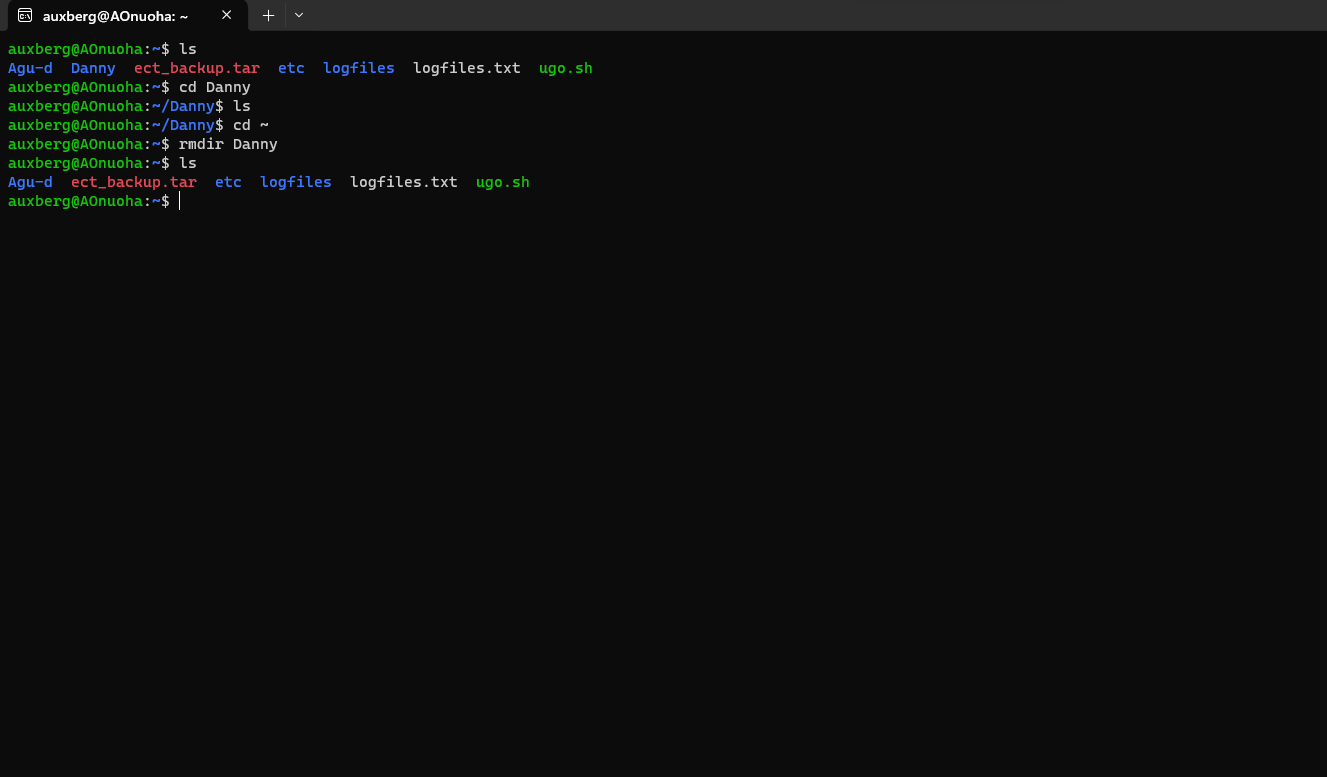 auxberg@AOnuoha: ~
auxberg@AOnuoha:~$ ls
Agu-d  Danny  ect_backup.tar  etc  logfiles  logfiles.txt  ugo.sh
auxberg@AOnuoha:~$ cd Danny
auxberg@AOnuoha:~/Danny$ ls
auxberg@AOnuoha:~/Danny$ cd ~
auxberg@AOnuoha:~$ rmdir Danny
auxberg@AOnuoha:~$ ls
Agu-d  ect_backup.tar  etc  logfiles  logfiles.txt  ugo.sh
auxberg@AOnuoha:~$